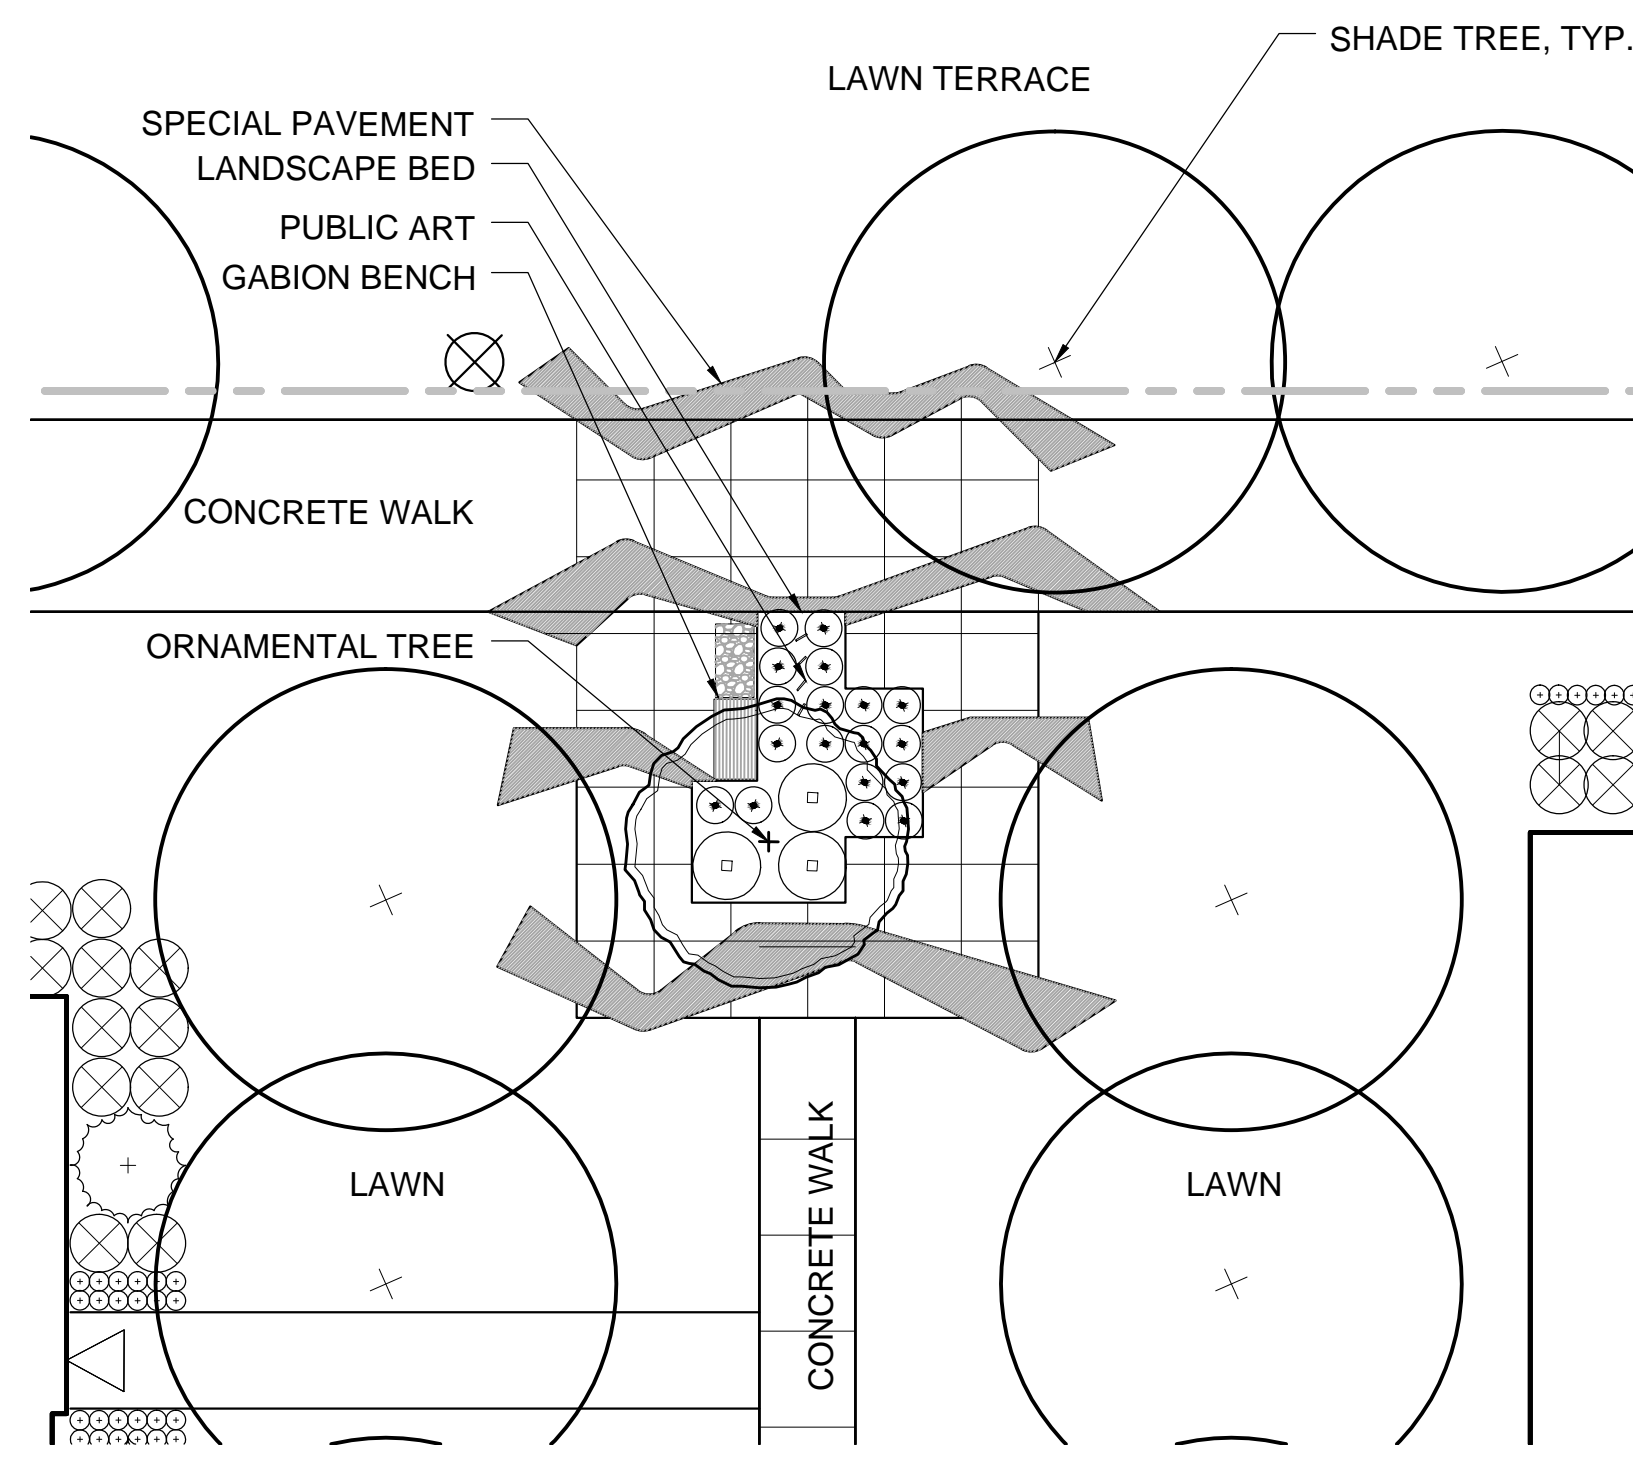 SHADE TREE, TYP.
LAWN TERRACE
SPECIAL PAVEMENT
LANDSCAPE BED
PUBLIC ART
GABION BENCH
CONCRETE WALK
ORNAMENTAL TREE
LAWN
LAWN
CONCRETE WALK